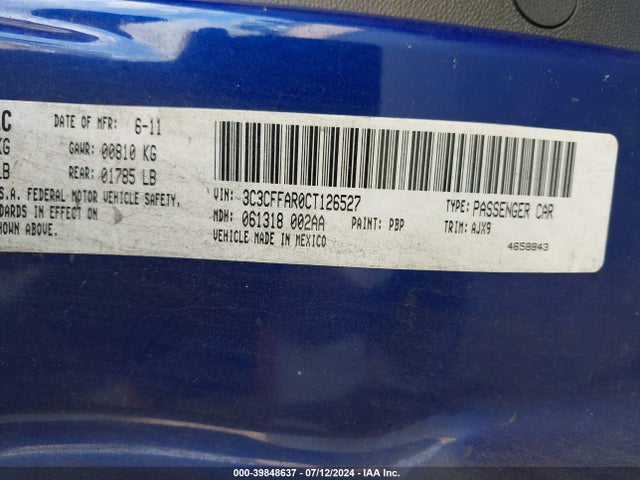 LC DATE OF MFR: 6-11
KG GAWR: 00810 KG
LB REAR: 01785 LB
S.A. FEDERAL MOTOR VEHICLE SAFETY
DARDS IN EFFECT ON
HOWN ABOVE.
VIN: 3C3CFFAR0CT126527 TYPE: PASSENGER CAR
MDH: 061318 002AA PAINT: PBP TRIM: AJX9
VEHICLE MADE IN MEXICO
4658843
000-39848637 - 07/12/2024 - IAA Inc.